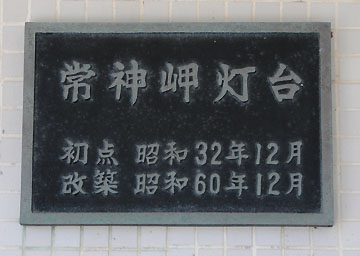 常神岬灯台
初点 昭和32年12月
改築 昭和60年12月